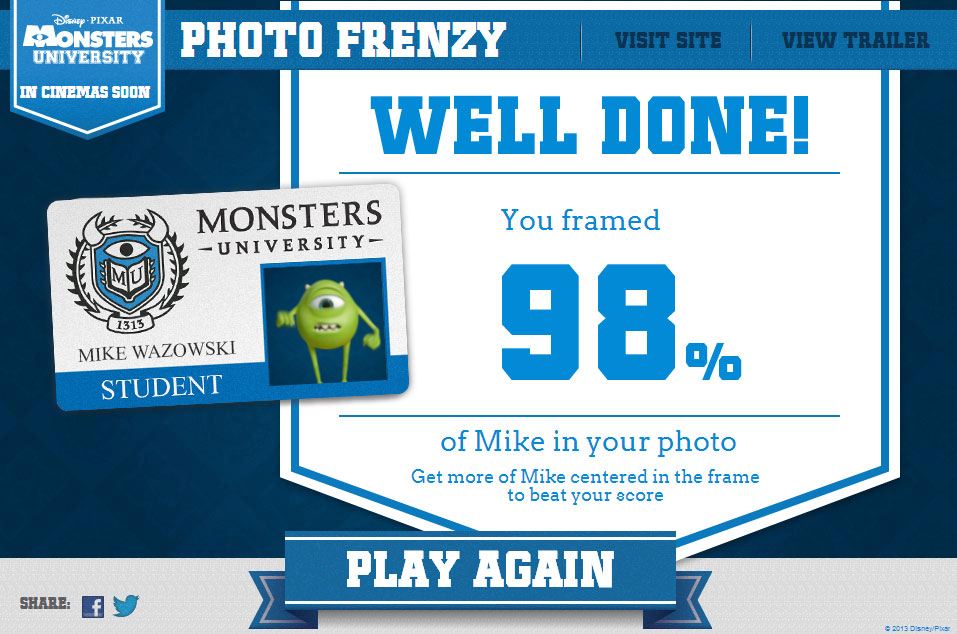 Disney · PIXAR
MONSTERS
UNIVERSITY
IN CINEMAS SOON
PHOTO FRENZY
VISIT SITE
VIEW TRAILER
WELL DONE!
MONSTERS
UNIVERSITY
MU
1313
MIKE WAZOWSKI
STUDENT
You framed
98%
of Mike in your photo
Get more of Mike centered in the frame
to beat your score
PLAY AGAIN
SHARE:
© 2013 Disney/Pixar